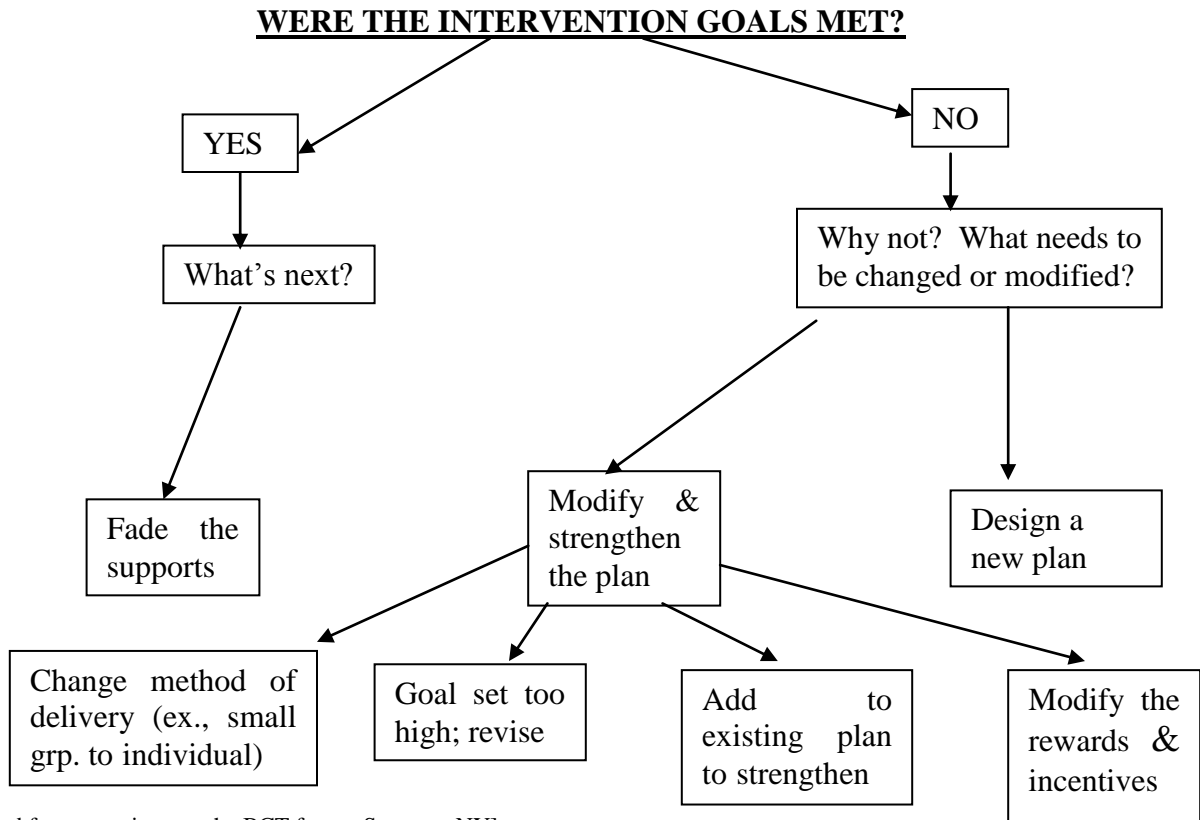 WERE THE INTERVENTION GOALS MET?
YES
NO
What's next?
Why not? What needs to
be changed or modified?
Fade the
supports
Modify &
strengthen
the plan
Design a
new plan
Change method of
delivery (ex., small
grp. to individual)
Goal set too
high; revise
Add to
existing plan
to strengthen
Modify the
rewards &
incentives